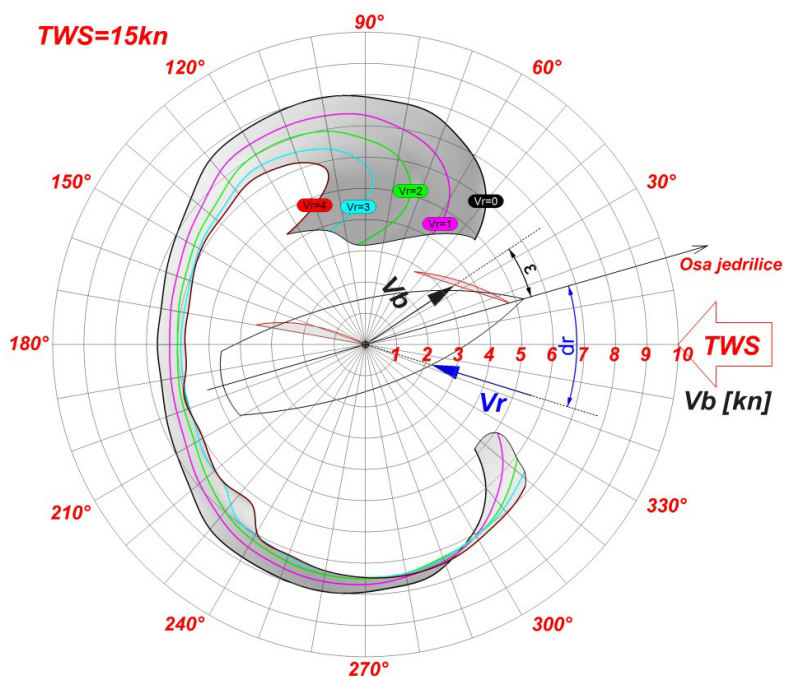 TWS=15kn
90°
120°
60°
150°
30°
Vr=4
Vr=3
Vr=2
Vr=1
Vr=0
ε
Osa jedrilice
Vb
180°
1 2 3 4 5 6 7 8 9 10
dr
TWS
Vb [kn]
Vr
210°
330°
240°
300°
270°